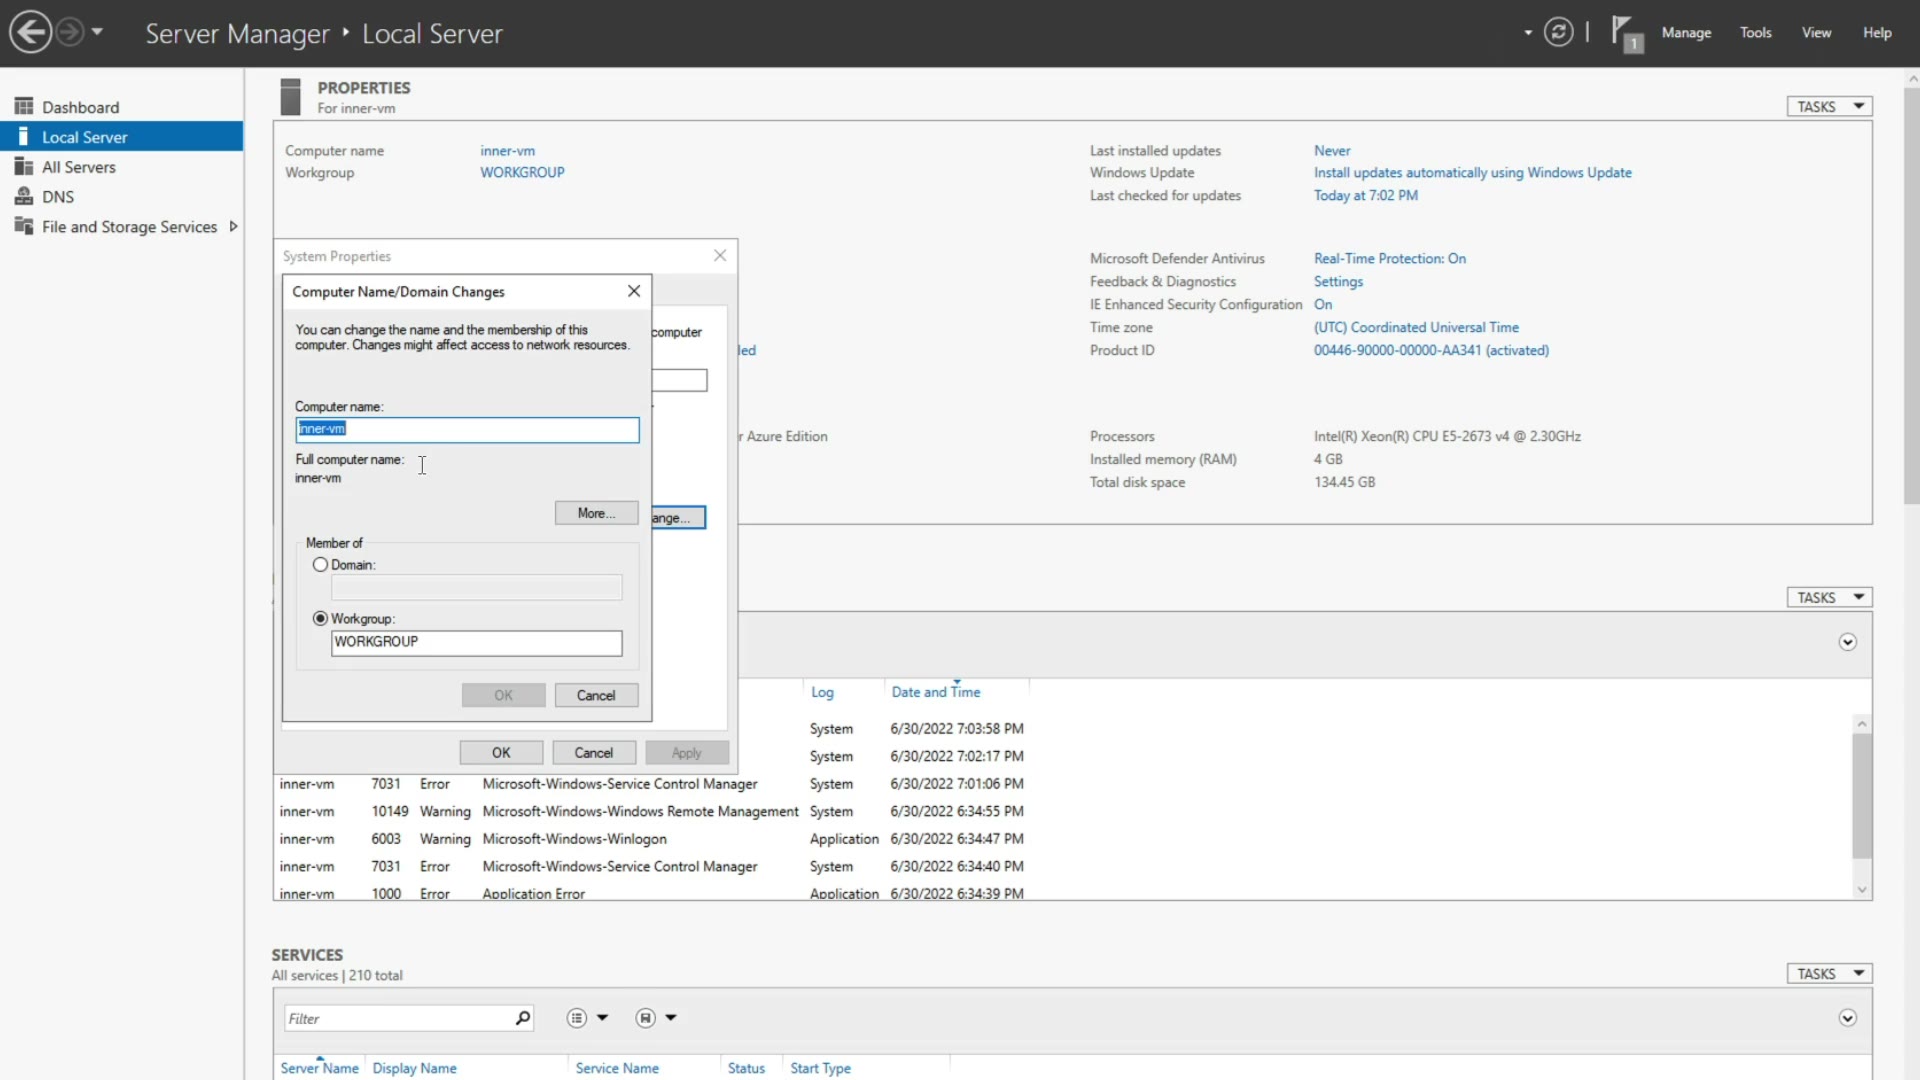 Server Manager ‣ Local Server
1
Manage
Tools
View
Help
Dashboard
Local Server
All Servers
DNS
File and Storage Services
PROPERTIES
For inner-vm
TASKS
Computer name
inner-vm
Workgroup
WORKGROUP
Last installed updates
Never
Windows Update
Install updates automatically using Windows Update
Last checked for updates
Today at 7:02 PM
Microsoft Defender Antivirus
Real-Time Protection: On
Feedback & Diagnostics
Settings
IE Enhanced Security Configuration
On
Time zone
(UTC) Coordinated Universal Time
Product ID
00446-90000-00000-AA341 (activated)
Processors
Intel(R) Xeon(R) CPU E5-2673 v4 @ 2.30GHz
Installed memory (RAM)
4 GB
Total disk space
134.45 GB
led
r Azure Edition
System Properties
computer
ange...
OK
Cancel
Apply
Computer Name/Domain Changes
You can change the name and the membership of this
computer. Changes might affect access to network resources.
Computer name:
inner-vm
Full computer name:
inner-vm
More...
Member of
Domain:
Workgroup:
WORKGROUP
OK
Cancel
TASKS
Log
Date and Time
System 6/30/2022 7:03:58 PM
System 6/30/2022 7:02:17 PM
inner-vm 7031 Error Microsoft-Windows-Service Control Manager System 6/30/2022 7:01:06 PM
inner-vm 10149 Warning Microsoft-Windows-Windows Remote Management System 6/30/2022 6:34:55 PM
inner-vm 6003 Warning Microsoft-Windows-Winlogon Application 6/30/2022 6:34:47 PM
inner-vm 7031 Error Microsoft-Windows-Service Control Manager System 6/30/2022 6:34:40 PM
inner-vm 1000 Error Application Error Application 6/30/2022 6:34:39 PM
SERVICES
All services | 210 total
TASKS
Filter
Server Name
Display Name
Service Name
Status
Start Type